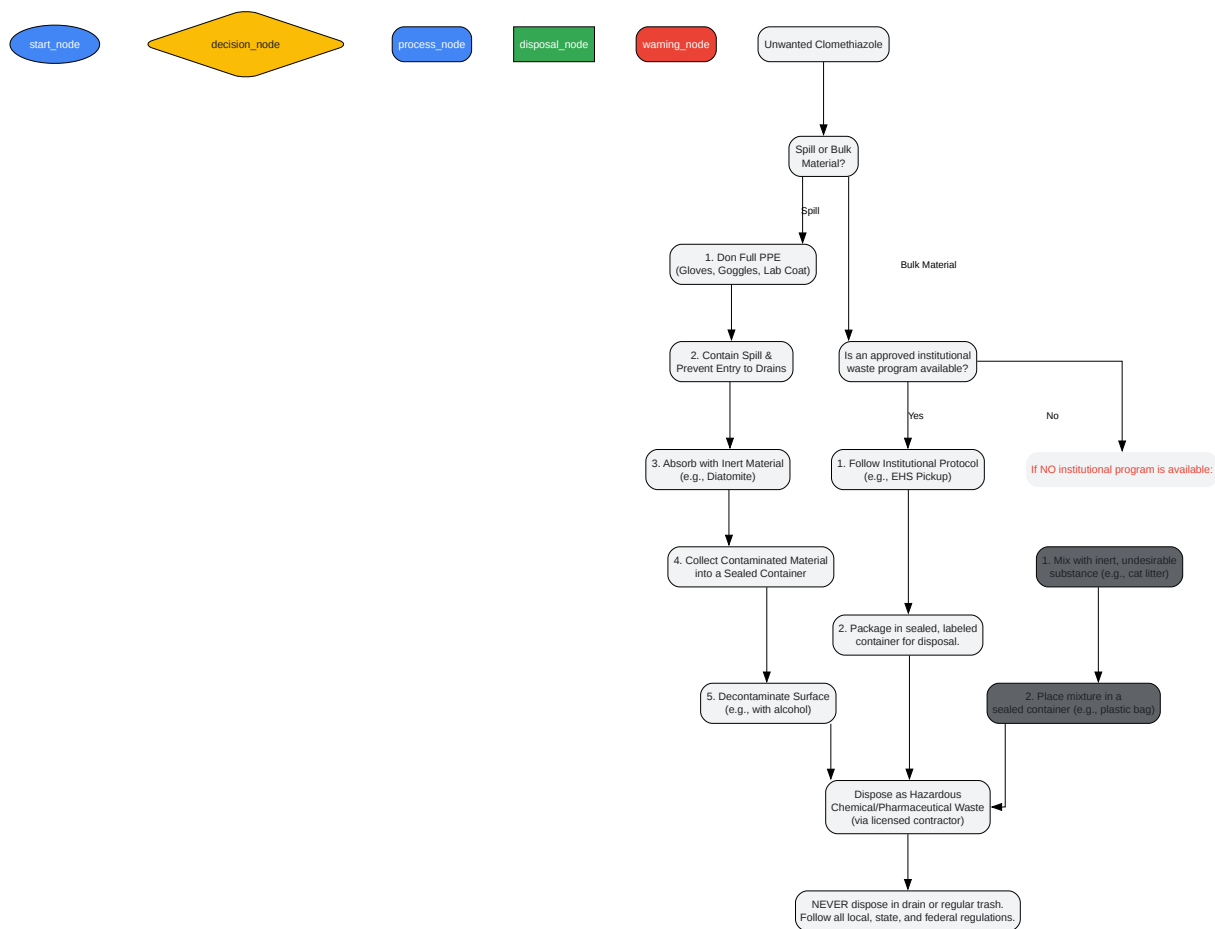 start_node
decision_node
process_node
disposal_node
warning_node
Unwanted Clomethiazole
Spill or Bulk
Material?
Spill
1. Don Full PPE
(Gloves, Goggles, Lab Coat)
Bulk Material
2. Contain Spill &
Prevent Entry to Drains
Is an approved institutional
waste program available?
Yes
No
3. Absorb with Inert Material
(e.g., Diatomite)
1. Follow Institutional Protocol
(e.g., EHS Pickup)
If NO institutional program is available:
4. Collect Contaminated Material
into a Sealed Container
1. Mix with inert, undesirable
substance (e.g., cat litter)
2. Package in sealed, labeled
container for disposal.
5. Decontaminate Surface
(e.g., with alcohol)
2. Place mixture in a
sealed container (e.g., plastic bag)
Dispose as Hazardous
Chemical/Pharmaceutical Waste
(via licensed contractor)
NEVER dispose in drain or regular trash.
Follow all local, state, and federal regulations.